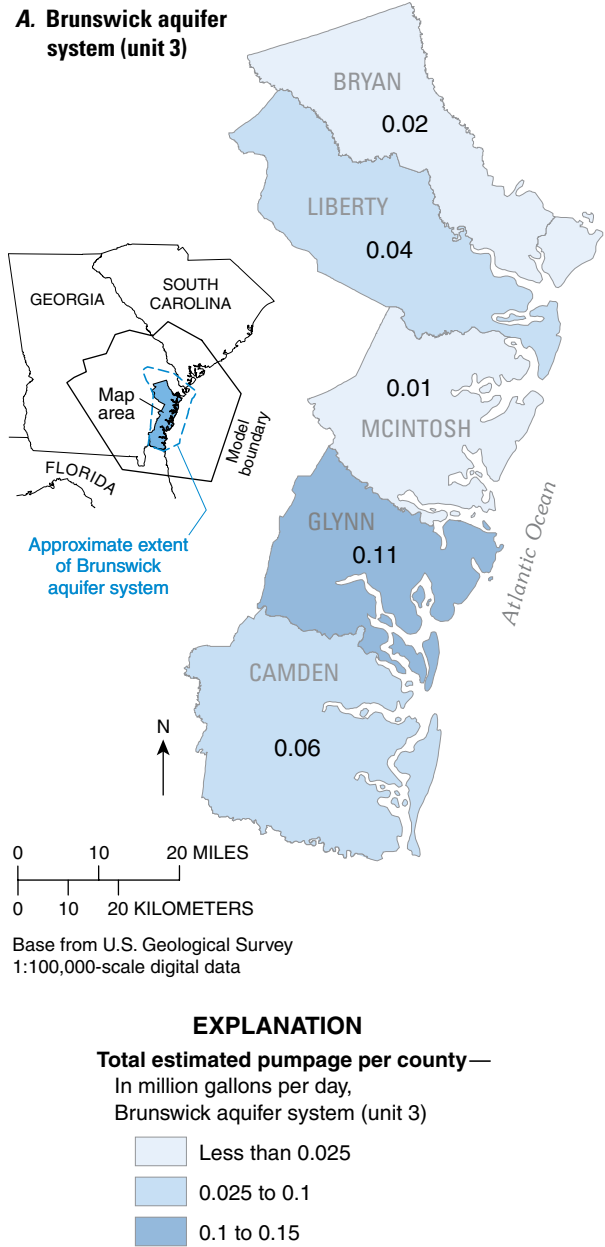 A. Brunswick aquifer
system (unit 3)
BRYAN
0.02
LIBERTY
0.04
GEORGIA
SOUTH
CAROLINA
Map
area
Model
boundary
FLORIDA
Approximate extent
of Brunswick
aquifer system
0.01
MCINTOSH
GLYNN
0.11
Atlantic Ocean
CAMDEN
0.06
N
0 10 20 MILES
0 10 20 KILOMETERS
Base from U.S. Geological Survey
1:100,000-scale digital data
EXPLANATION
Total estimated pumpage per county—
In million gallons per day,
Brunswick aquifer system (unit 3)
Less than 0.025
0.025 to 0.1
0.1 to 0.15